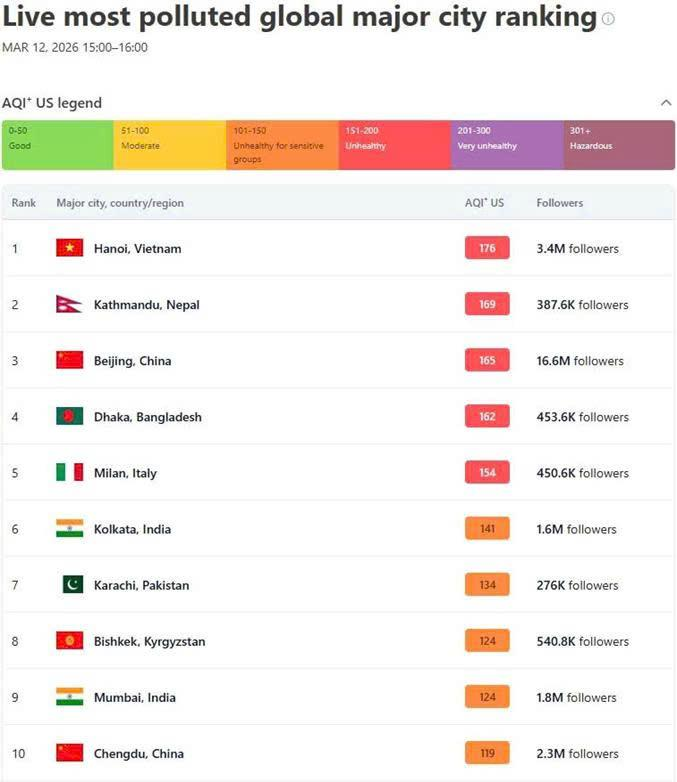 Live most polluted global major city ranking
MAR 12, 2026 15:00–16:00
AQI⁺ US legend
0-50 51-100 101-150 151-200 201-300 301+
Good Moderate Unhealthy for sensitive groups Unhealthy Very unhealthy Hazardous
Rank Major city, country/region AQI⁺ US Followers
1 Hanoi, Vietnam 176 3.4M followers
2 Kathmandu, Nepal 169 387.6K followers
3 Beijing, China 165 16.6M followers
4 Dhaka, Bangladesh 162 453.6K followers
5 Milan, Italy 154 450.6K followers
6 Kolkata, India 141 1.6M followers
7 Karachi, Pakistan 134 276K followers
8 Bishkek, Kyrgyzstan 124 540.8K followers
9 Mumbai, India 124 1.8M followers
10 Chengdu, China 119 2.3M followers